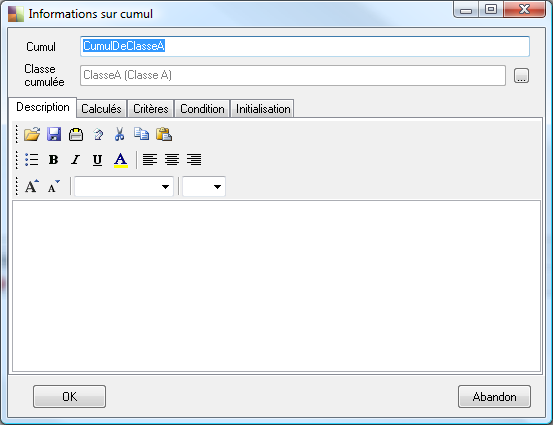 Informations sur cumul
Cumul CumulDeClasseA
Classe cumulée ClasseA (Classe A) ...
Description Calculés Critères Condition Initialisation
B I U A
A A
OK Abandon